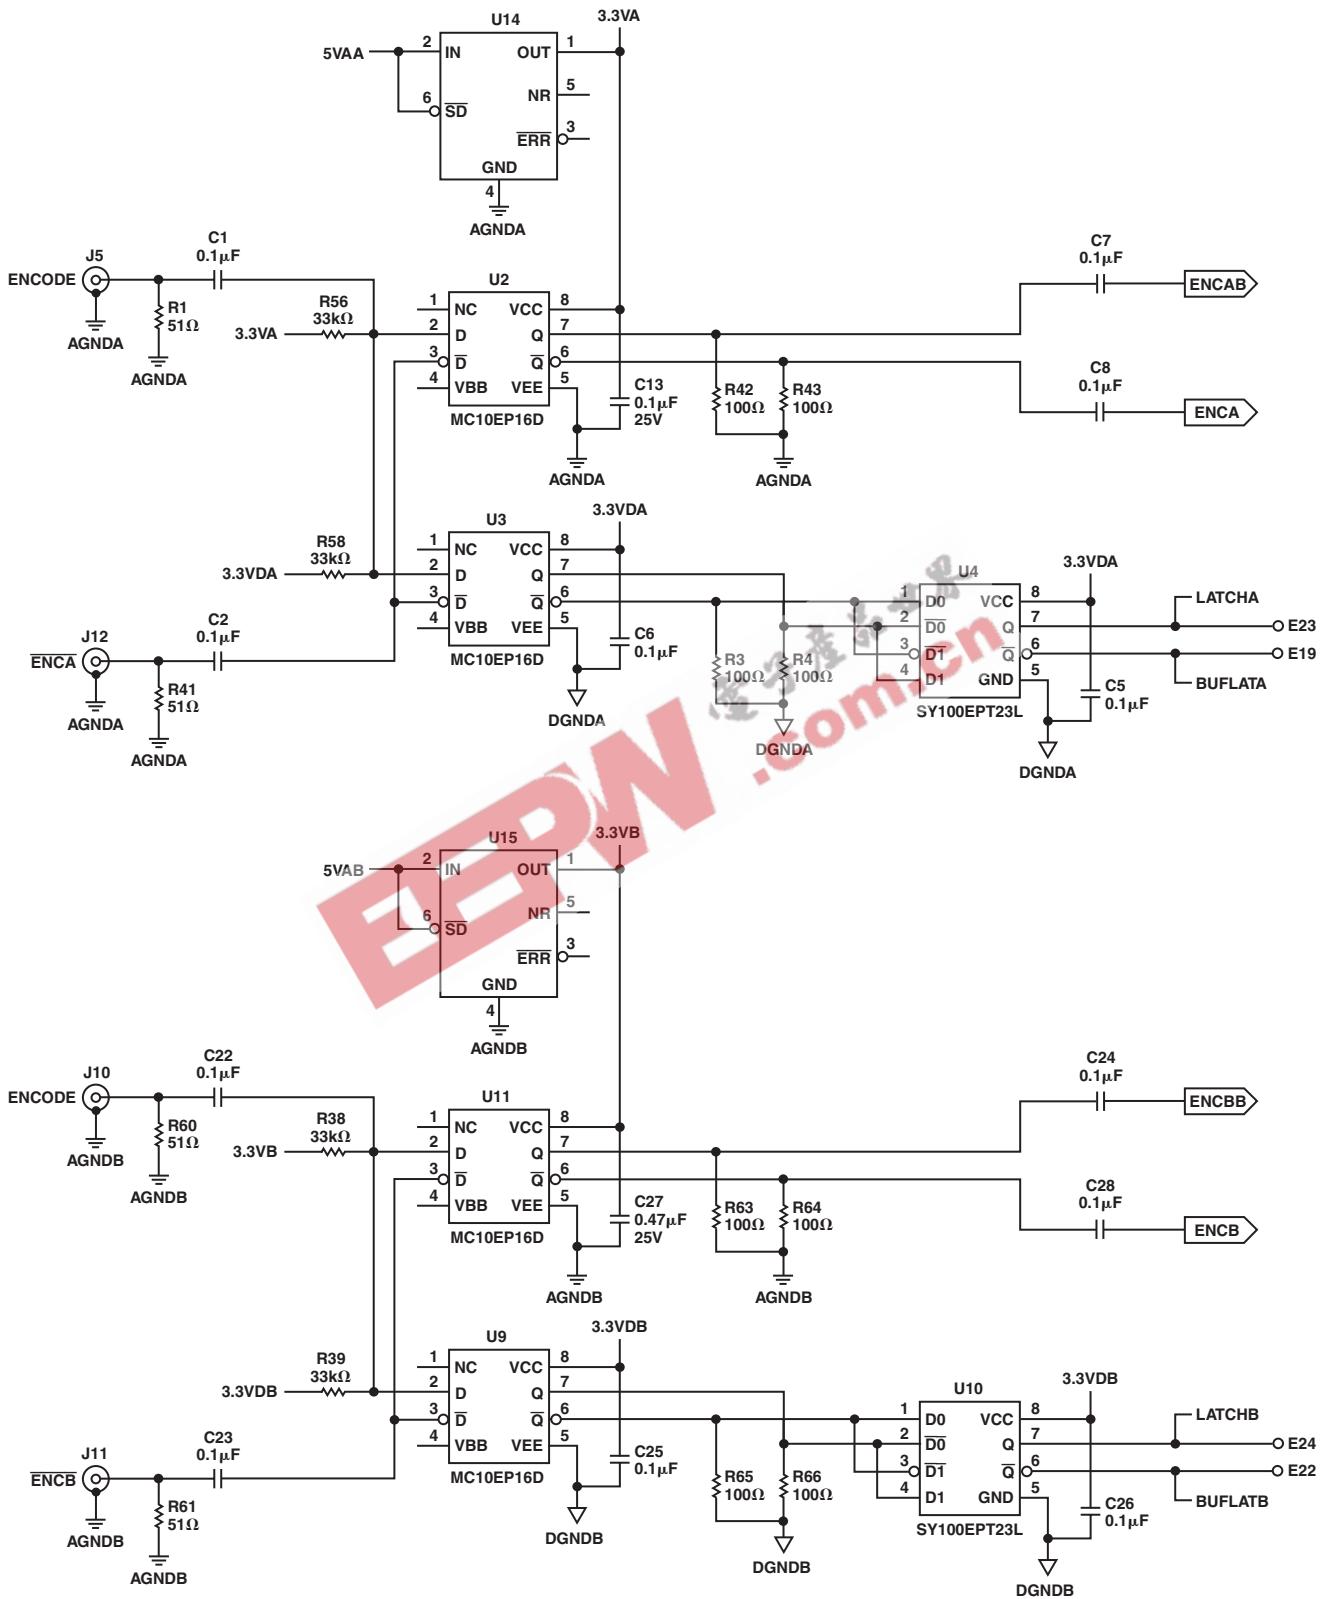 U14
3.3VA
5VAA
2 IN OUT 1
NR 5
6 SD
ERR 3
GND
4
AGNDA
J5
ENCODE
AGNDA
R1
51Ω
AGNDA
C1
0.1μF
R56
33kΩ
3.3VA
U2
1 NC VCC 8
2 D Q 7
3 D Q 6
4 VBB VEE 5
MC10EP16D
C13
0.1μF
25V
AGNDA
R42
100Ω
R43
100Ω
AGNDA
C7
0.1μF
ENCAB
C8
0.1μF
ENCA
R58
33kΩ
3.3VDA
U3
1 NC VCC 8
2 D Q 7
3 D Q 6
4 VBB VEE 5
MC10EP16D
3.3VDA
C6
0.1μF
DGNDA
J12
ENCA
AGNDA
C2
0.1μF
R41
51Ω
AGNDA
R3
100Ω
R4
100Ω
DGNDA
U4
1 D0 VCC 8
2 D0 Q 7
3 D1 Q 6
4 D1 GND 5
SY100EPT23L
3.3VDA
C5
0.1μF
DGNDA
LATCHA
E23
E19
BUFLATA
EEPW
.com.cn
U15
3.3VB
5VAB
2 IN OUT 1
NR 5
6 SD
ERR 3
GND
4
AGNDB
J10
ENCODE
AGNDB
R60
51Ω
AGNDB
C22
0.1μF
R38
33kΩ
3.3VB
U11
1 NC VCC 8
2 D Q 7
3 D Q 6
4 VBB VEE 5
MC10EP16D
C27
0.47μF
25V
AGNDB
R63
100Ω
R64
100Ω
AGNDB
C24
0.1μF
ENCBB
C28
0.1μF
ENCB
R39
33kΩ
3.3VDB
U9
1 NC VCC 8
2 D Q 7
3 D Q 6
4 VBB VEE 5
MC10EP16D
3.3VDB
C25
0.1μF
DGNDB
J11
ENCB
AGNDB
C23
0.1μF
R61
51Ω
AGNDB
R65
100Ω
R66
100Ω
DGNDB
U10
1 D0 VCC 8
2 D0 Q 7
3 D1 Q 6
4 D1 GND 5
SY100EPT23L
3.3VDB
C26
0.1μF
DGNDB
LATCHB
E24
E22
BUFLATB